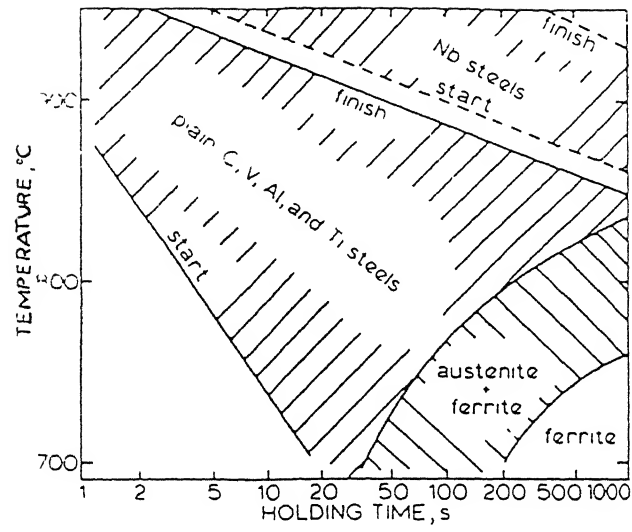 finish
Nb steels
start
finish
plain C, V, Al, and Ti steels
start
austenite
+
ferrite
ferrite
700
1 2 5 10 20 50 100 200 500 1000
HOLDING TIME, s
TEMPERATURE, °C